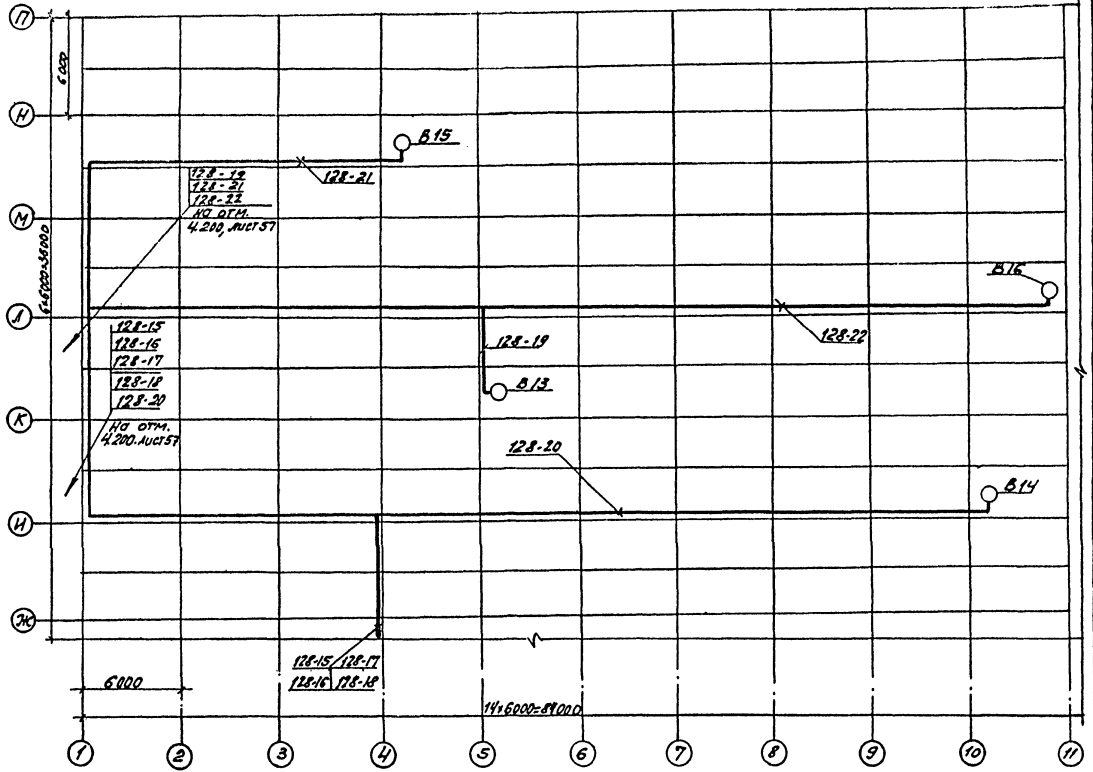 П
6000
Н
В15
128-21
128-19
128-21
128-22
на отм.
4.200, лист 57
М
6×6000=36000
В16
Л
128-15
128-16
128-17
128-18
128-20
на отм.
4.200. лист 57
128-19
128-22
В13
К
128-20
В14
И
Ж
128-15 128-17
128-16 128-18
6000
14×6000=84000
1 2 3 4 5 6 7 8 9 10 11